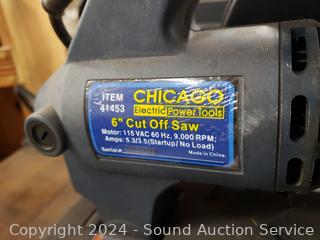 ITEM
41453
CHICAGO
Electric Power Tools
6" Cut Off Saw
Motor: 115 VAC 60 Hz, 9,000 RPM;
Amps: 5.3/3.5(Startup/ No Load)
Serial#
Made in China
Copyright 2024 - Sound Auction Service